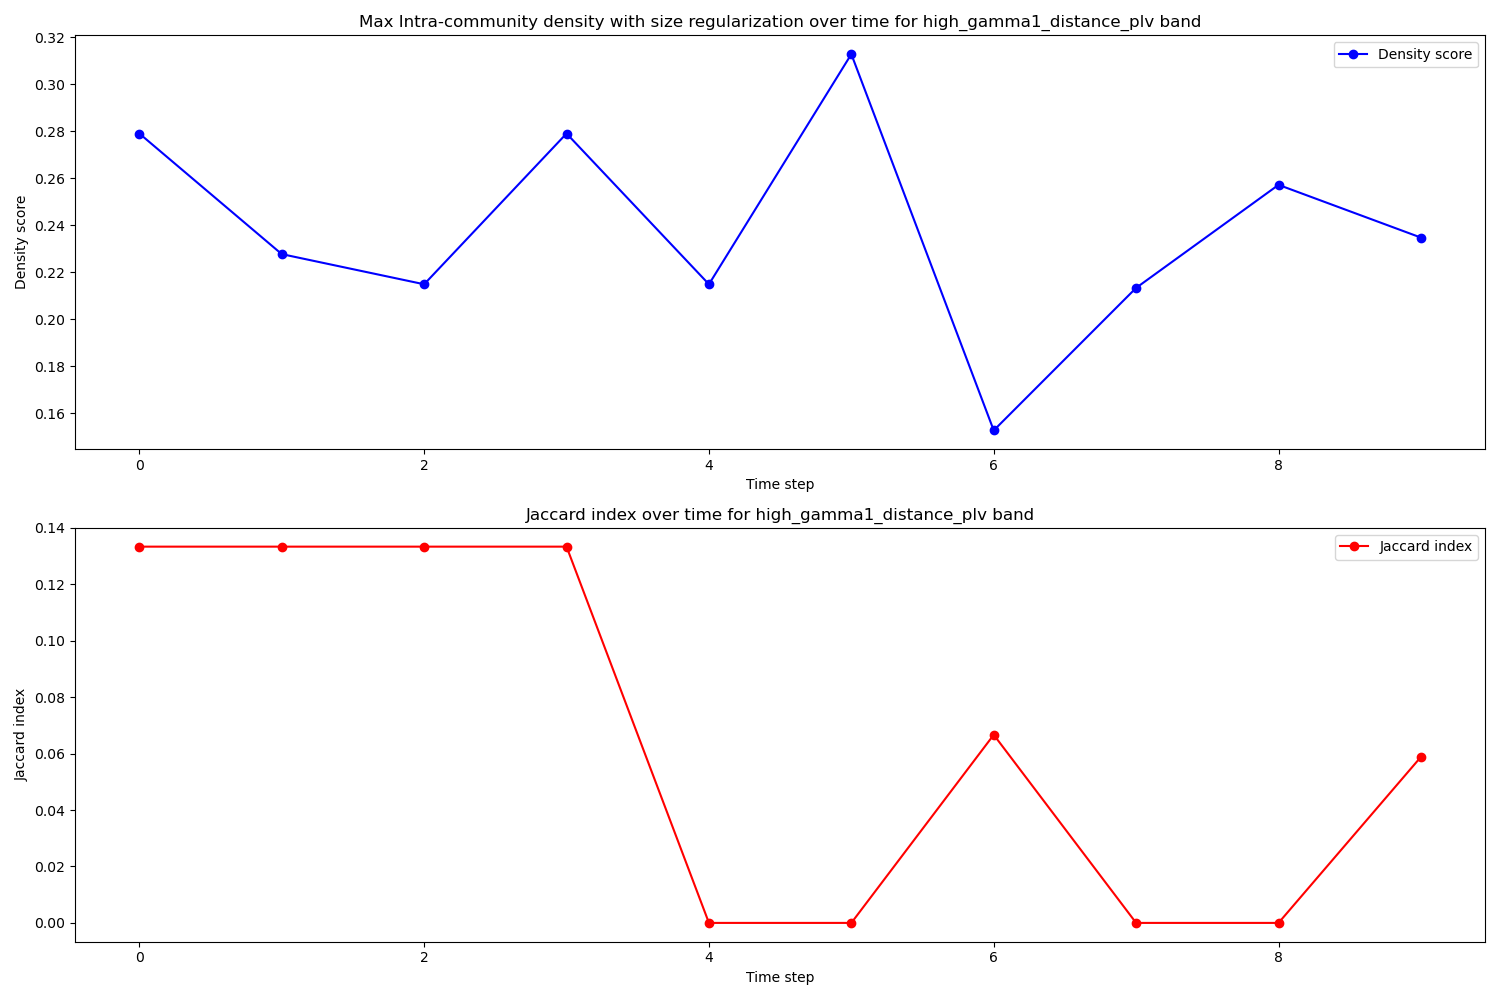 Max Intra-community density with size regularization over time for high_gamma1_distance_plv band
Density score
0.32
0.30
0.28
0.26
0.24
0.22
0.20
0.18
0.16
Density score
0 2 4 6 8
Time step
Jaccard index over time for high_gamma1_distance_plv band
Jaccard index
0.14
0.12
0.10
0.08
0.06
0.04
0.02
0.00
Jaccard index
0 2 4 6 8
Time step